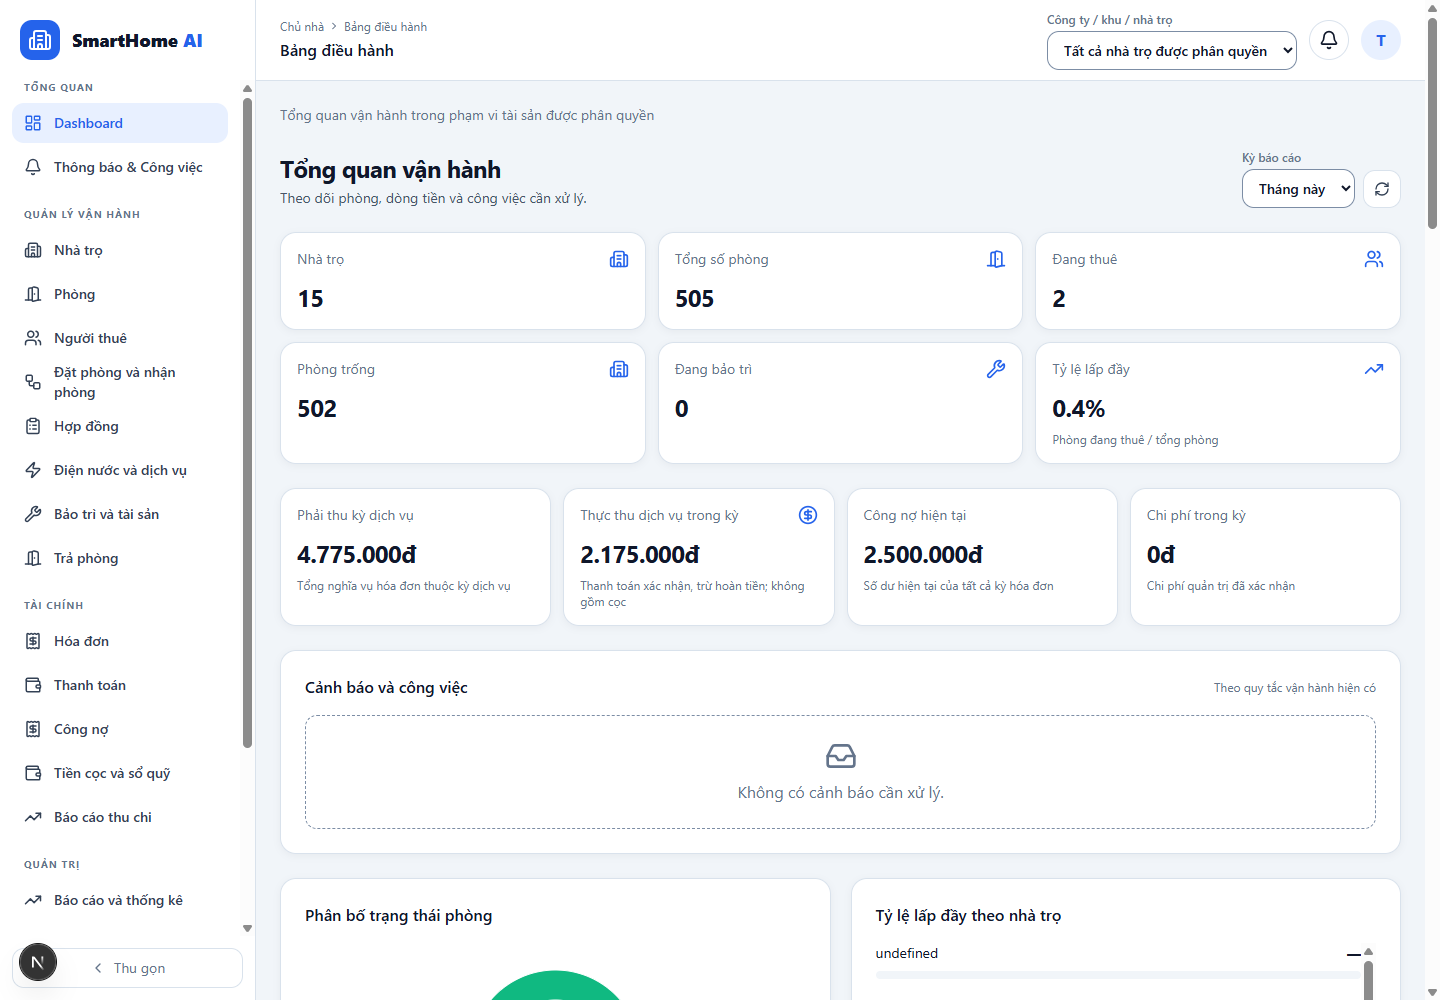 SmartHome AI
TỔNG QUAN
Dashboard
Thông báo & Công việc
QUẢN LÝ VẬN HÀNH
Nhà trọ
Phòng
Người thuê
Đặt phòng và nhận
phòng
Hợp đồng
Điện nước và dịch vụ
Bảo trì và tài sản
Trả phòng
TÀI CHÍNH
Hóa đơn
Thanh toán
Công nợ
Tiền cọc và sổ quỹ
Báo cáo thu chi
QUẢN TRỊ
Báo cáo và thống kê
N
Thu gọn
Chủ nhà > Bảng điều hành
Bảng điều hành
Công ty / khu / nhà trọ
Tất cả nhà trọ được phân quyền
T
Tổng quan vận hành trong phạm vi tài sản được phân quyền
Tổng quan vận hành
Theo dõi phòng, dòng tiền và công việc cần xử lý.
Kỳ báo cáo
Tháng này
Nhà trọ
15
Tổng số phòng
505
Đang thuê
2
Phòng trống
502
Đang bảo trì
0
Tỷ lệ lấp đầy
0.4%
Phòng đang thuê / tổng phòng
Phải thu kỳ dịch vụ
4.775.000đ
Tổng nghĩa vụ hóa đơn thuộc kỳ dịch vụ
Thực thu dịch vụ trong kỳ
2.175.000đ
Thanh toán xác nhận, trừ hoàn tiền; không
gồm cọc
Công nợ hiện tại
2.500.000đ
Số dư hiện tại của tất cả kỳ hóa đơn
Chi phí trong kỳ
0đ
Chi phí quản trị đã xác nhận
Cảnh báo và công việc
Theo quy tắc vận hành hiện có
Không có cảnh báo cần xử lý.
Phân bố trạng thái phòng
Tỷ lệ lấp đầy theo nhà trọ
undefined
—